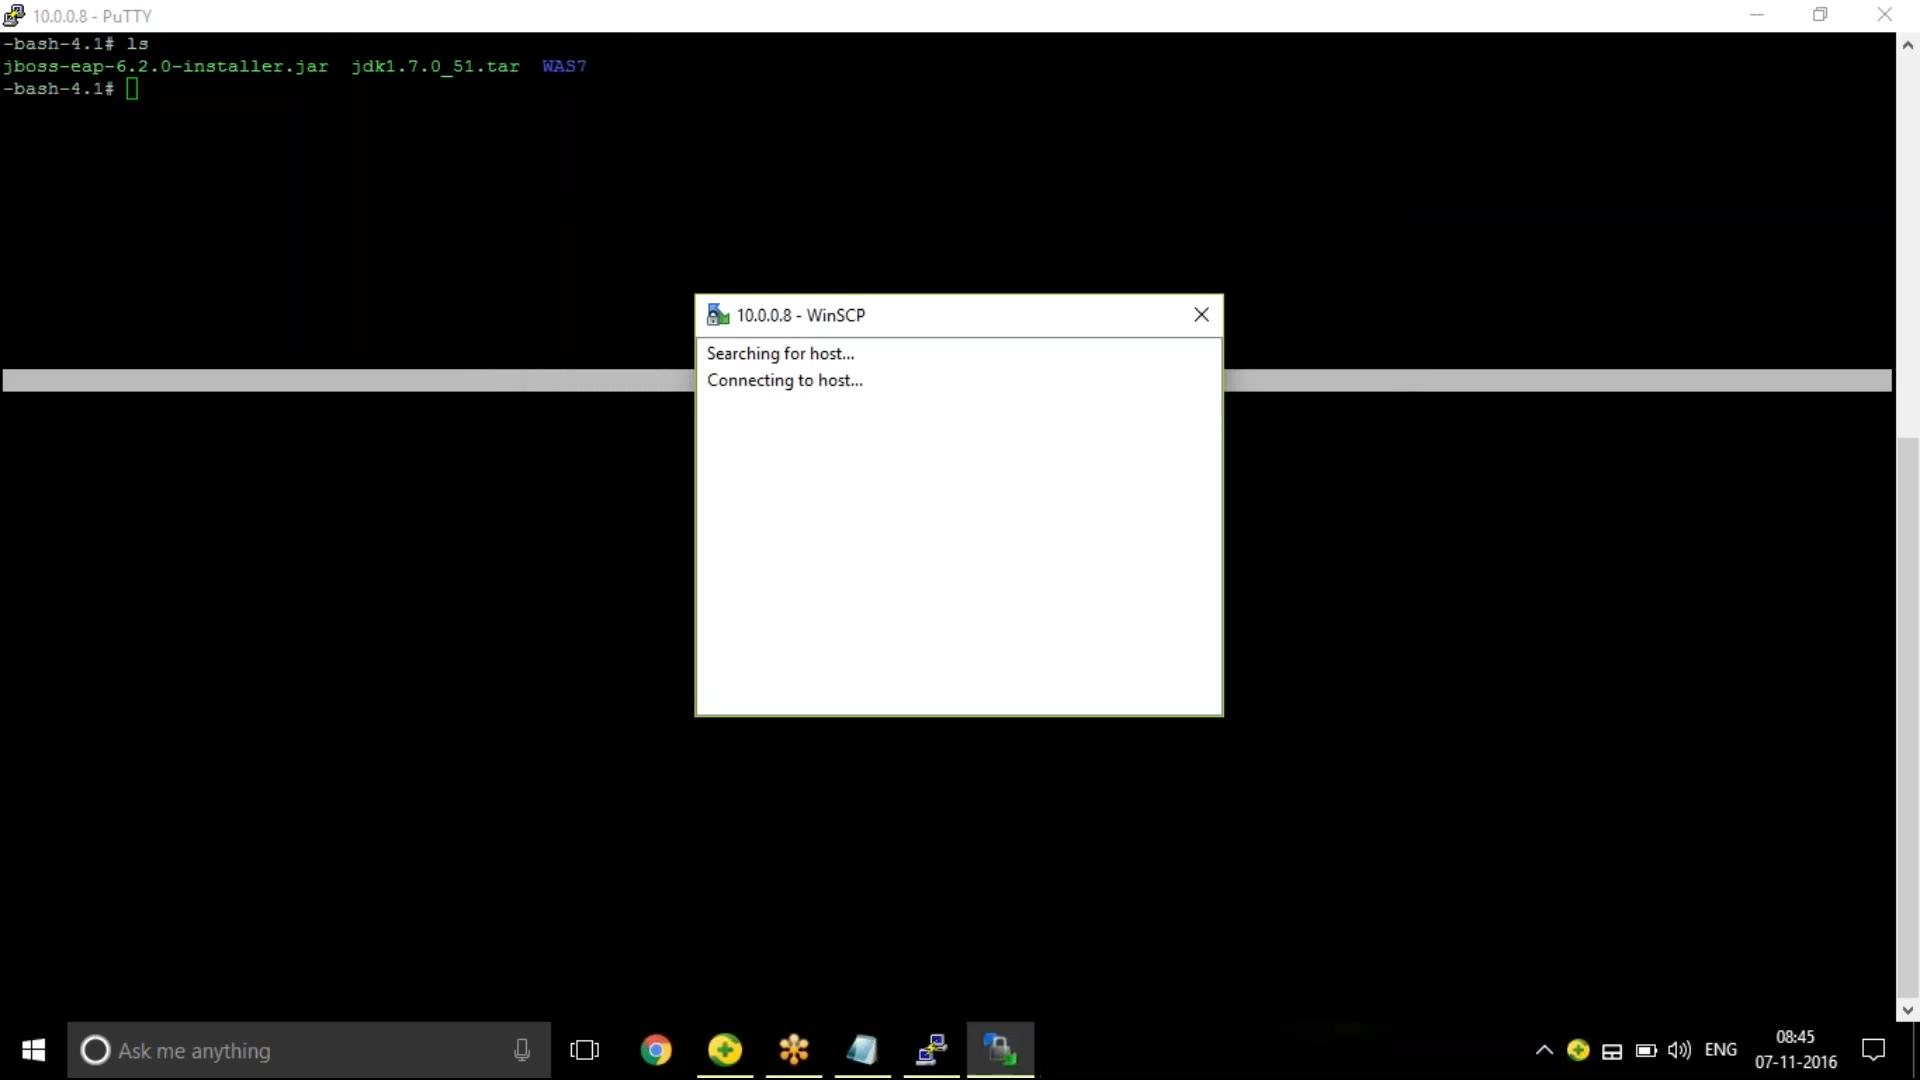 10.0.0.8 - PuTTY
-bash-4.1# ls
jboss-eap-6.2.0-installer.jar  jdk1.7.0_51.tar  WAS7
-bash-4.1#
10.0.0.8 - WinSCP
Searching for host...
Connecting to host...
Ask me anything
ENG
08:45
07-11-2016